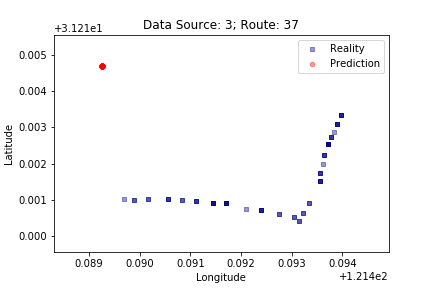 Data Source: 3; Route: 37
+3.121e1
Reality
Prediction
0.005
0.004
0.003
0.002
0.001
0.000
Latitude
0.089
0.090
0.091
0.092
0.093
0.094
Longitude
+1.214e2